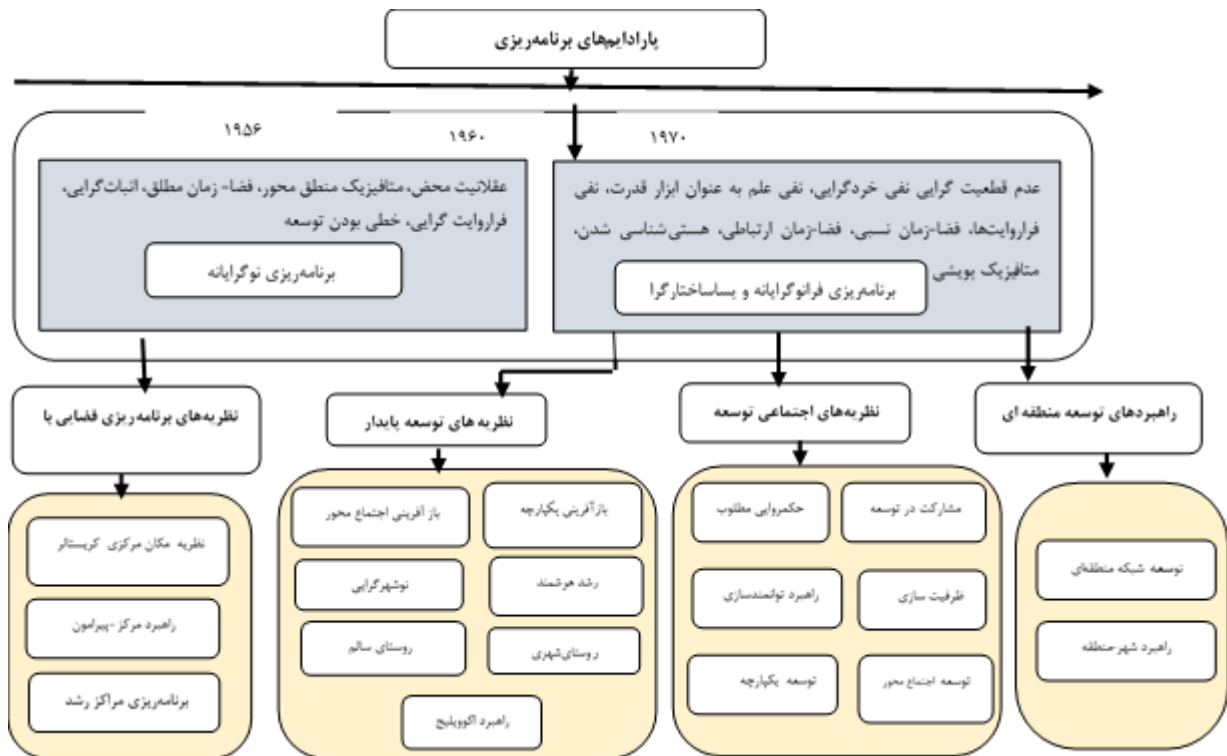 پارادایم‌های برنامه‌ریزی
۱۹۵۶
۱۹۶۰
۱۹۷۰
عقلانیت محض، متافیزیک منطق محور، فضا- زمان مطلق، اثبات‌گرایی،
فراروایت گرایی، خطی بودن توسعه
برنامه‌ریزی نوگرایانه
عدم قطعیت گرایی نفی خردگرایی، نفی علم به عنوان ابزار قدرت، نفی
فراروایت‌ها، فضا-زمان نسبی، فضا-زمان ارتباطی، هستی‌شناسی شدن،
متافیزیک پویشی
برنامه‌ریزی فرانوگرایانه و پساساختارگرا
راهبردهای توسعه منطقه ای
نظریه‌های اجتماعی توسعه
نظریه های توسعه پایدار
نظریه‌های برنامه‌ریزی فضایی با
توسعه شبکه منطقه‌ای
راهبرد شهر-منطقه
مشارکت در توسعه
حکمروایی مطلوب
ظرفیت سازی
راهبرد توانمندسازی
توسعه اجتماع محور
توسعه یکپارچه
بازآفرینی یکپارچه
باز آفرینی اجتماع محور
رشد هوشمند
نوشهرگرایی
روستای‌شهری
روستای سالم
راهبرد اکوویلیج
نظریه مکان مرکزی کریستالر
راهبرد مرکز-پیرامون
برنامه‌ریزی مراکز رشد